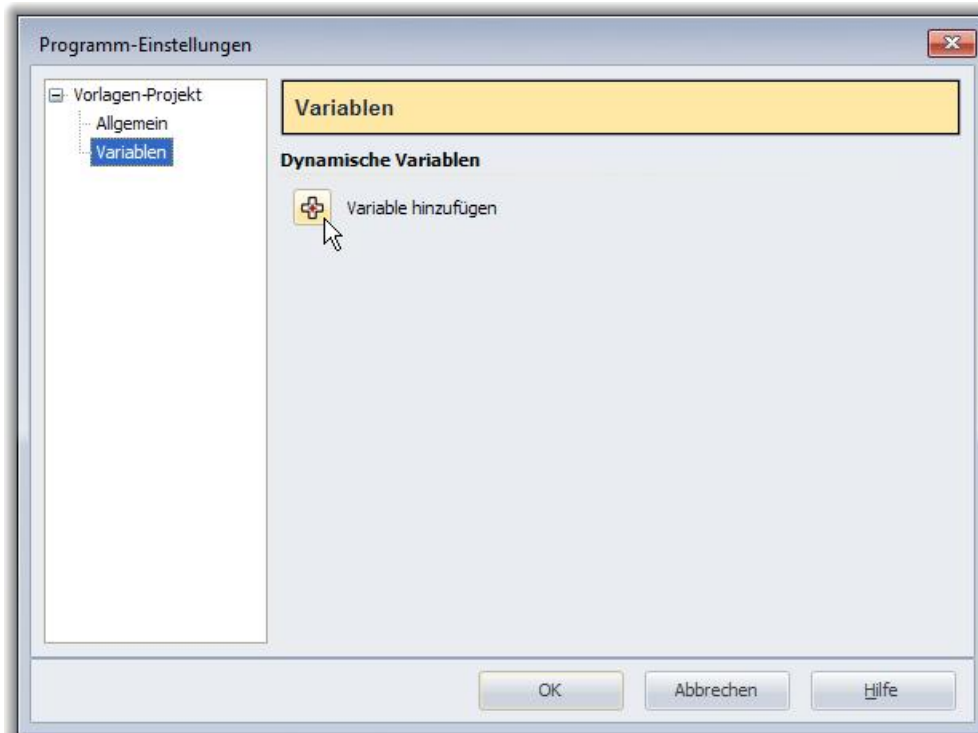 Programm-Einstellungen
Vorlagen-Projekt
Allgemein
Variablen
Variablen
Dynamische Variablen
Variable hinzufügen
OK
Abbrechen
Hilfe